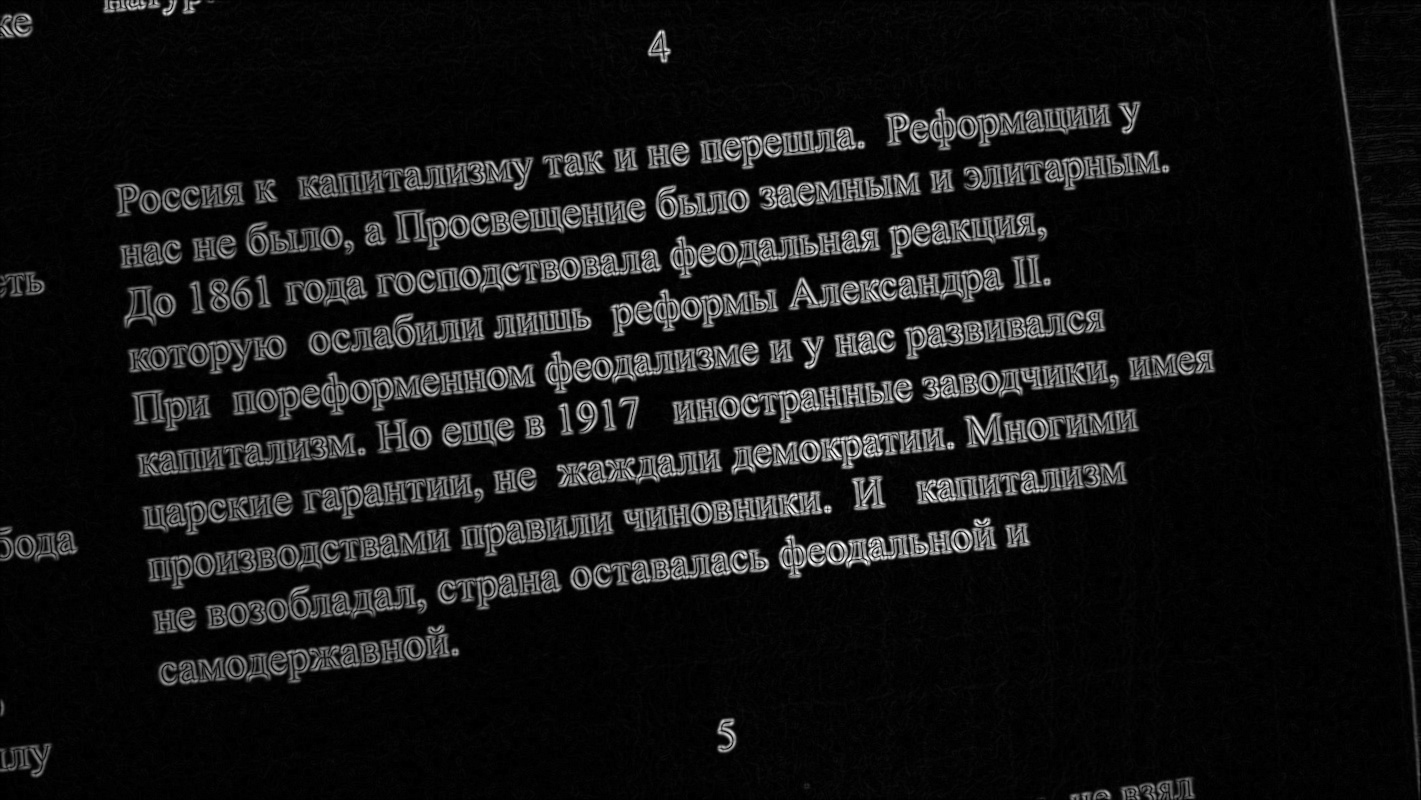 4
Россия к капитализму так и не перешла. Реформации у
нас не было, а Просвещение было заемным и элитарным.
До 1861 года господствовала феодальная реакция,
которую ослабили лишь реформы Александра II.
При пореформенном феодализме и у нас развивался
капитализм. Но еще в 1917 иностранные заводчики, имея
царские гарантии, не жаждали демократии. Многими
производствами правили чиновники. И капитализм
не возобладал, страна оставалась феодальной и
самодержавной.
5
не взял